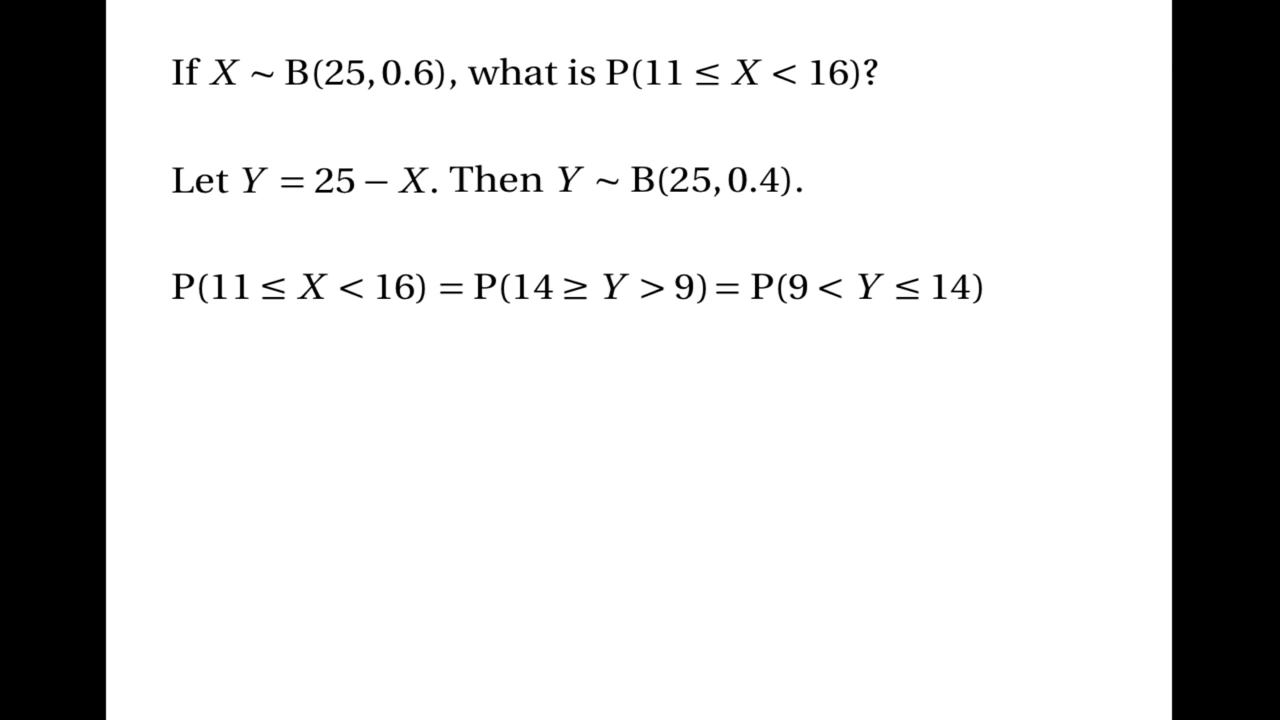 If X ~ B(25, 0.6), what is P(11 ≤ X < 16)?
Let Y = 25 − X. Then Y ~ B(25, 0.4).
P(11 ≤ X < 16) = P(14 ≥ Y > 9) = P(9 < Y ≤ 14)